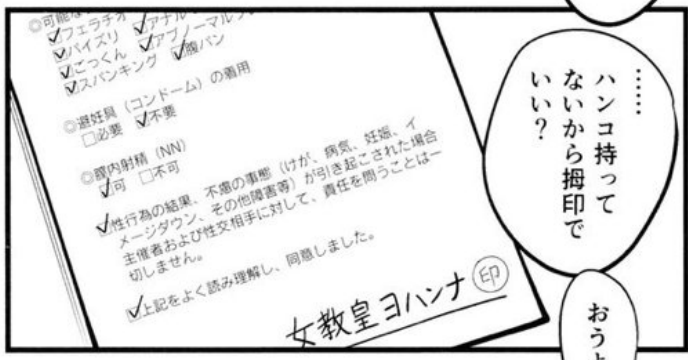 ……
ハンコ持って
ないから拇印で
いい？
おうよ
◎可能な
☑フェラチオ ☑アナル
☑パイズリ ☑アブノーマル
☑ごっくん ☑腹パン
☑スパンキング
◎避妊具（コンドーム）の着用
□必要 ☑不要
◎膣内射精（NN）
☑可 □不可
☑性行為の結果、不慮の事態（けが、病気、妊娠、イ
メージダウン、その他障害等）が引き起こされた場合
主催者および性交相手に対して、責任を問うことは一
切しません。
☑上記をよく読み理解し、同意しました。
女教皇ヨハンナ ㊞